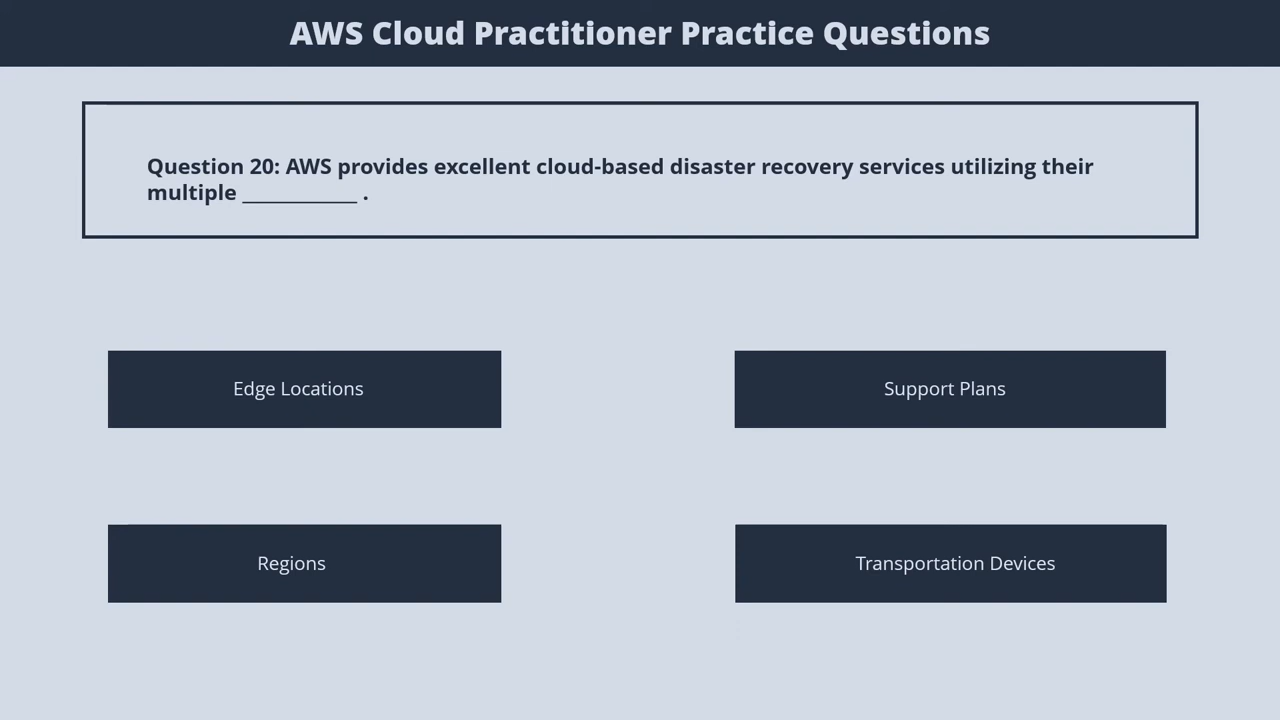 AWS Cloud Practitioner Practice Questions
Question 20: AWS provides excellent cloud-based disaster recovery services utilizing their
multiple ___________ .
Edge Locations
Support Plans
Regions
Transportation Devices